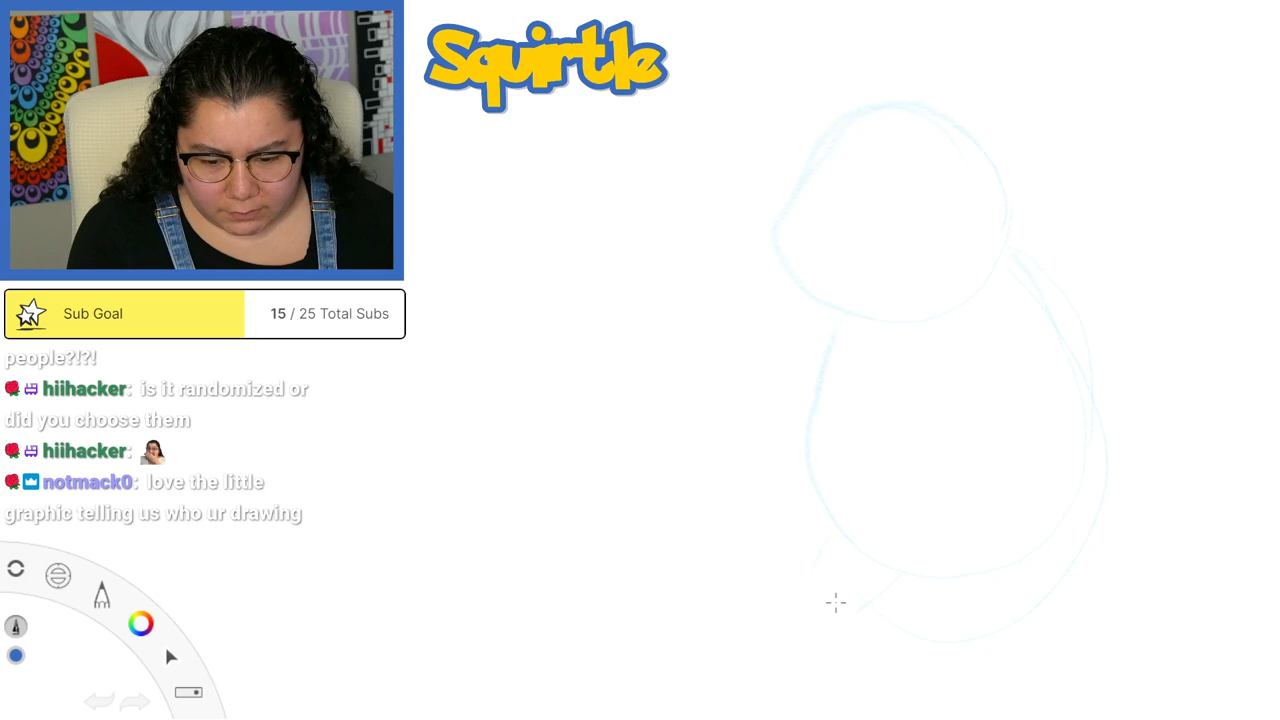 Squirtle
Sub Goal
15 / 25 Total Subs
people?!?!
hiihacker: is it randomized or
did you choose them
hiihacker:
notmack0: love the little
graphic telling us who ur drawing